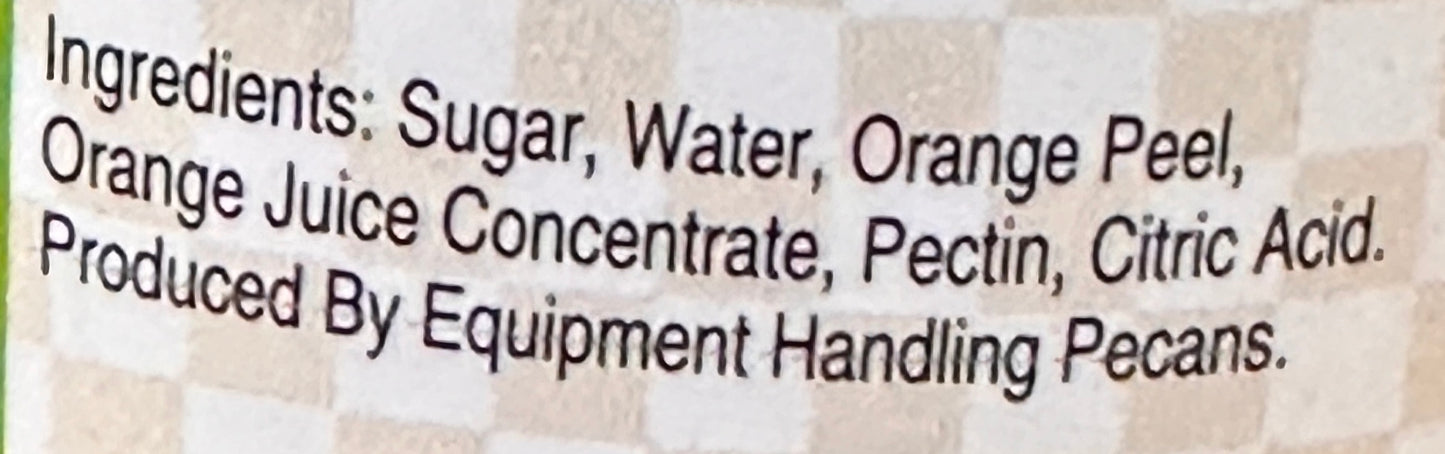 Ingredients: Sugar, Water, Orange Peel,
Orange Juice Concentrate, Pectin, Citric Acid.
Produced By Equipment Handling Pecans.